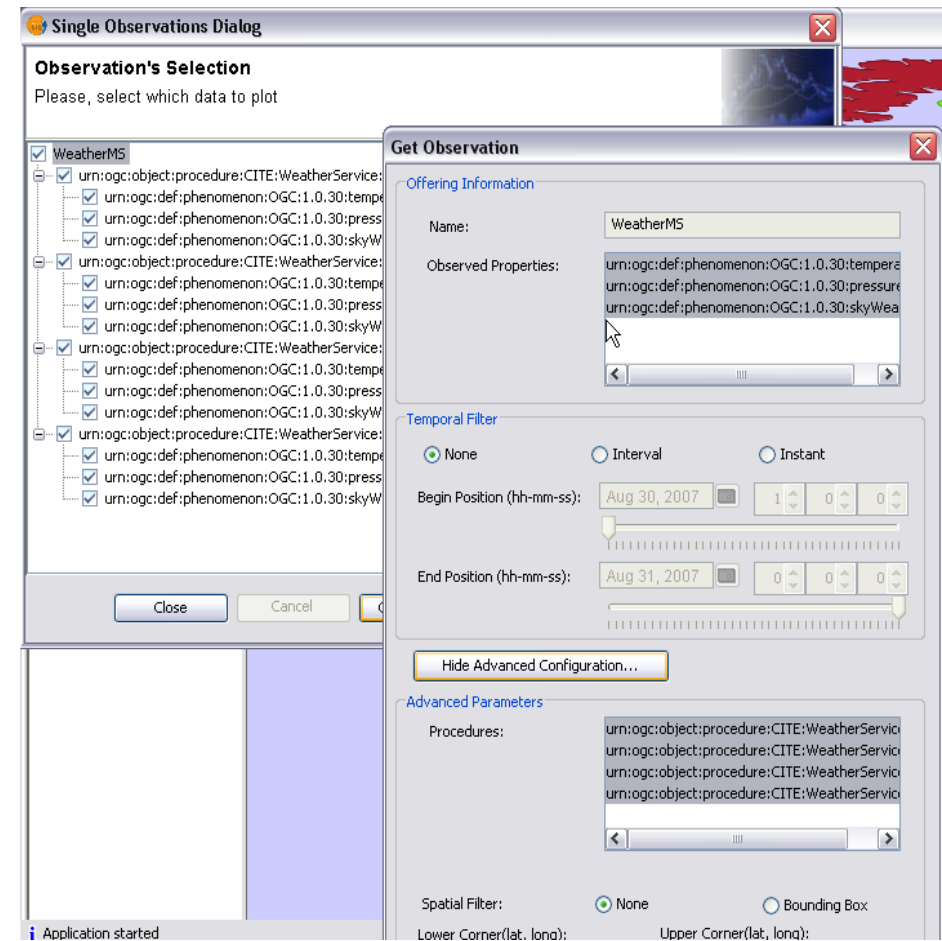 Single Observations Dialog
Observation's Selection
Please, select which data to plot
WeatherMS
urn:ogc:object:procedure:CITE:WeatherService:
urn:ogc:def:phenomenon:OGC:1.0.30:tempe
urn:ogc:def:phenomenon:OGC:1.0.30:press
urn:ogc:def:phenomenon:OGC:1.0.30:skyW
urn:ogc:object:procedure:CITE:WeatherService:
urn:ogc:def:phenomenon:OGC:1.0.30:tempe
urn:ogc:def:phenomenon:OGC:1.0.30:press
urn:ogc:def:phenomenon:OGC:1.0.30:skyW
urn:ogc:object:procedure:CITE:WeatherService:
urn:ogc:def:phenomenon:OGC:1.0.30:tempe
urn:ogc:def:phenomenon:OGC:1.0.30:press
urn:ogc:def:phenomenon:OGC:1.0.30:skyW
urn:ogc:object:procedure:CITE:WeatherService:
urn:ogc:def:phenomenon:OGC:1.0.30:tempe
urn:ogc:def:phenomenon:OGC:1.0.30:press
urn:ogc:def:phenomenon:OGC:1.0.30:skyW
Close Cancel
Get Observation
Offering Information
Name: WeatherMS
Observed Properties: urn:ogc:def:phenomenon:OGC:1.0.30:tempera
urn:ogc:def:phenomenon:OGC:1.0.30:pressure
urn:ogc:def:phenomenon:OGC:1.0.30:skyWea
Temporal Filter
None Interval Instant
Begin Position (hh-mm-ss): Aug 30, 2007 1 0 0
End Position (hh-mm-ss): Aug 31, 2007 0 0 0
Hide Advanced Configuration...
Advanced Parameters
Procedures: urn:ogc:object:procedure:CITE:WeatherServic
urn:ogc:object:procedure:CITE:WeatherServic
urn:ogc:object:procedure:CITE:WeatherServic
urn:ogc:object:procedure:CITE:WeatherServic
Spatial Filter: None Bounding Box
Lower Corner(lat, long): Upper Corner(lat, long):
Application started